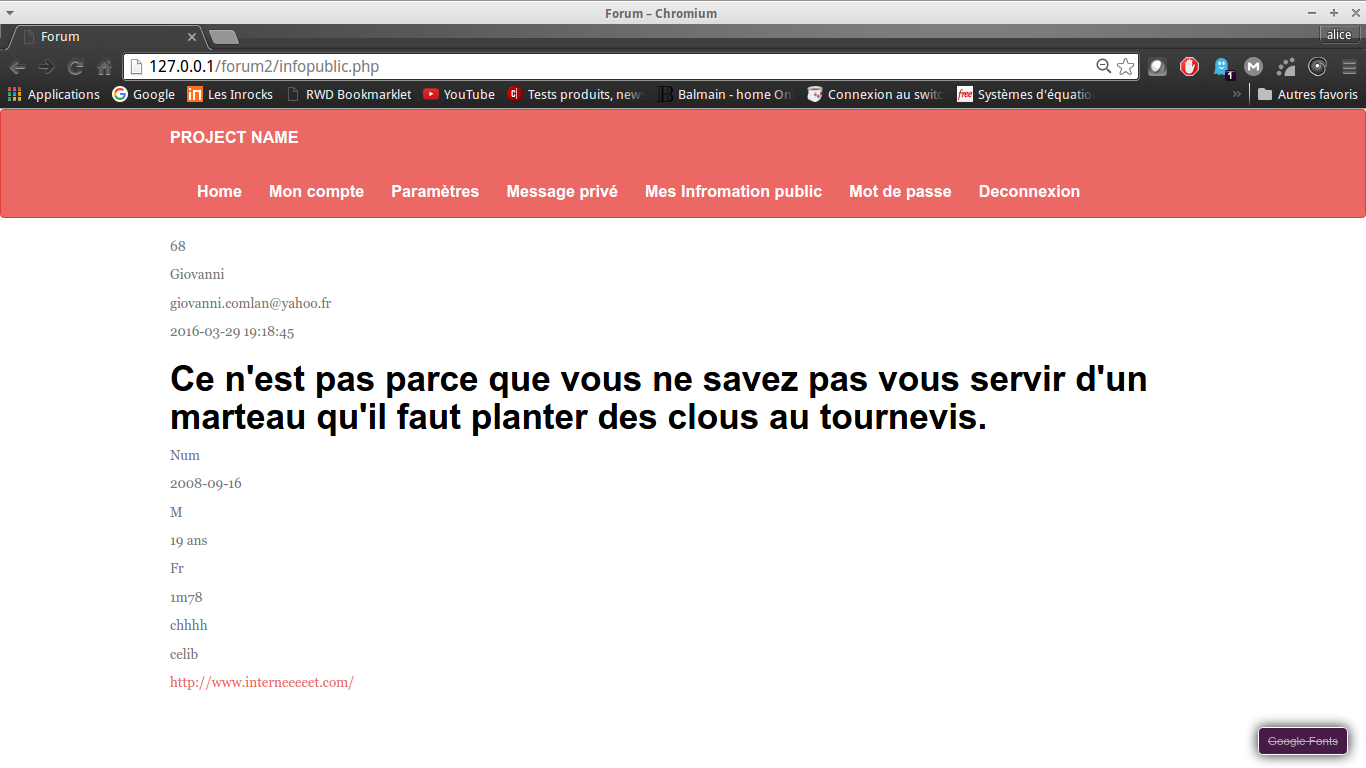 Forum – Chromium
Forum
alice
127.0.0.1/forum2/infopublic.php
1
Applications Google Les Inrocks RWD Bookmarklet YouTube Tests produits, new Balmain - home On Connexion au switc Systèmes d'équatio » Autres favoris
PROJECT NAME
Home Mon compte Paramètres Message privé Mes Infromation public Mot de passe Deconnexion
68
Giovanni
giovanni.comlan@yahoo.fr
2016-03-29 19:18:45
Ce n'est pas parce que vous ne savez pas vous servir d'un
marteau qu'il faut planter des clous au tournevis.
Num
2008-09-16
M
19 ans
Fr
1m78
chhhh
celib
http://www.interneeeeet.com/
Google Fonts